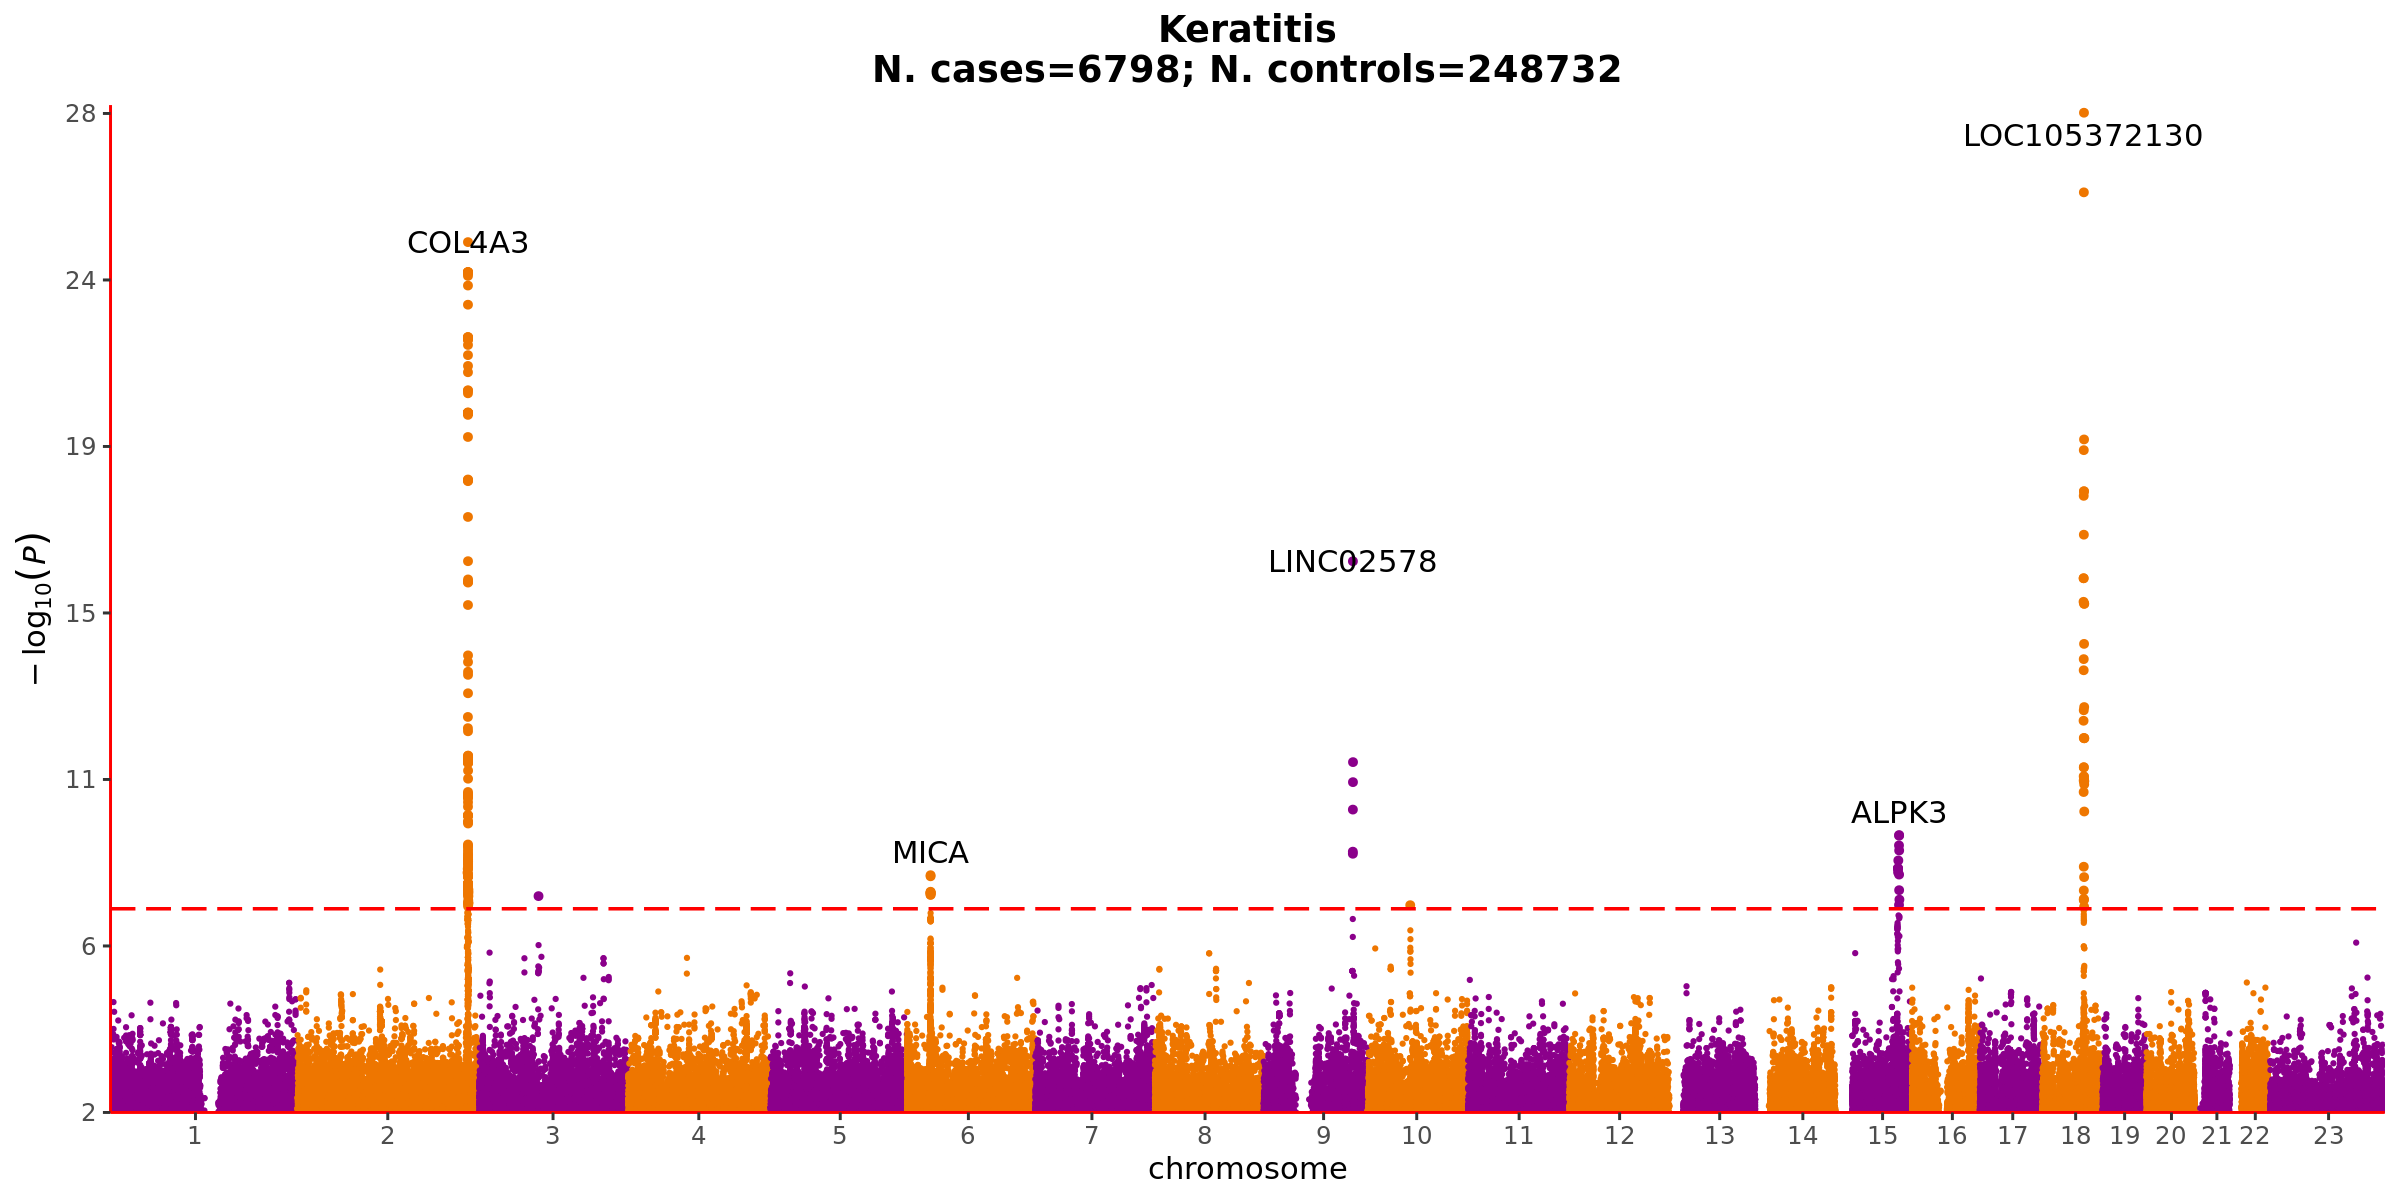 Keratitis
N. cases=6798; N. controls=248732
28
LOC105372130
COL4A3
24
19
−log10(P)
LINC02578
15
11
ALPK3
MICA
6
2
1 2 3 4 5 6 7 8 9 10 11 12 13 14 15 16 17 18 19 20 21 22 23
chromosome